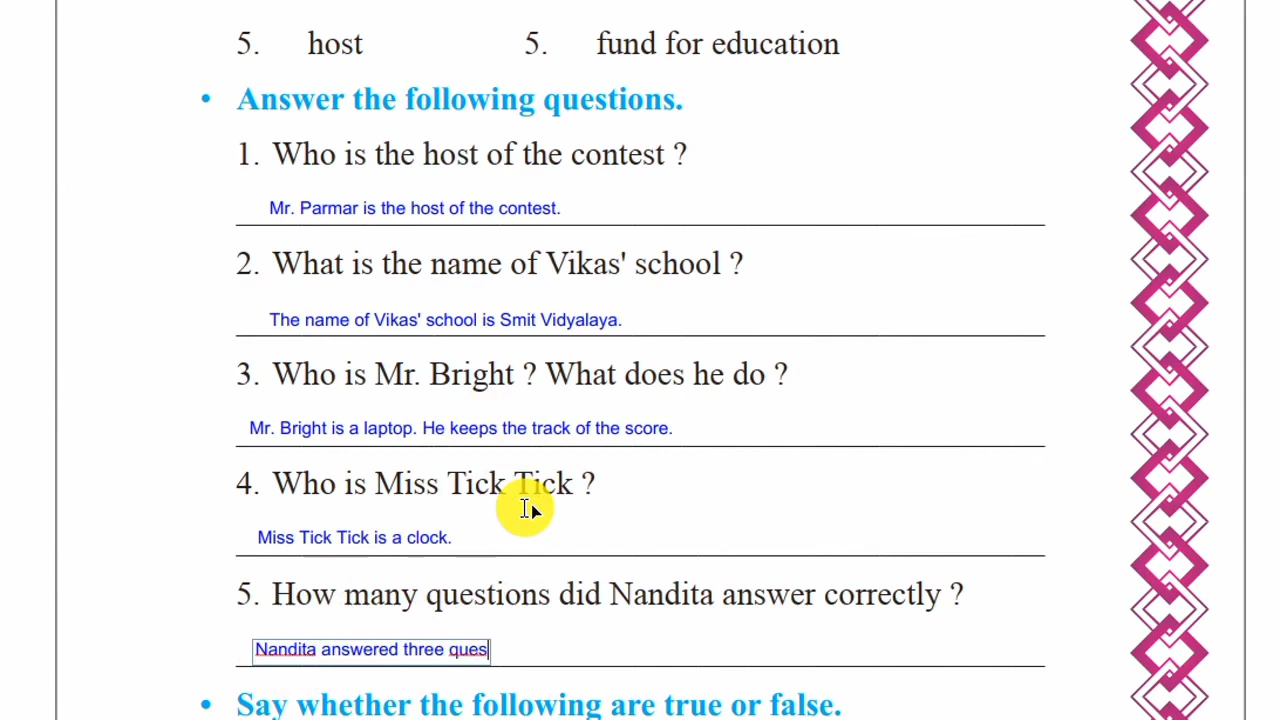 5. host 5. fund for education
• Answer the following questions.
1. Who is the host of the contest ?
Mr. Parmar is the host of the contest.
2. What is the name of Vikas' school ?
The name of Vikas' school is Smit Vidyalaya.
3. Who is Mr. Bright ? What does he do ?
Mr. Bright is a laptop. He keeps the track of the score.
4. Who is Miss Tick Tick ?
Miss Tick Tick is a clock.
5. How many questions did Nandita answer correctly ?
Nandita answered three ques
• Say whether the following are true or false.